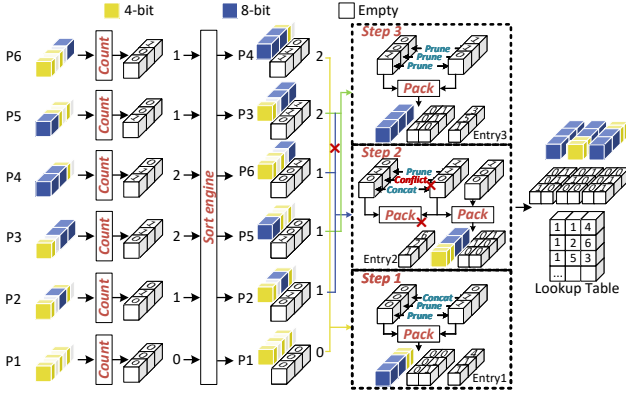 4-bit 8-bit Empty
P6 Count 1 P4 2
P5 Count 1 P3 2
P4 Count 2 P6 1
P3 Count 2 P5 1
P2 Count 1 P2 1
P1 Count 0 P1 0
Sort engine
Step 3
Prune
Prune
Prune
Pack
Entry3
Step 2
Prune
Conflict
Concat
Pack Pack
Entry2
Step 1
Concat
Prune
Prune
Pack
Entry1
1 1 4
1 2 6
1 5 3
...
Lookup Table